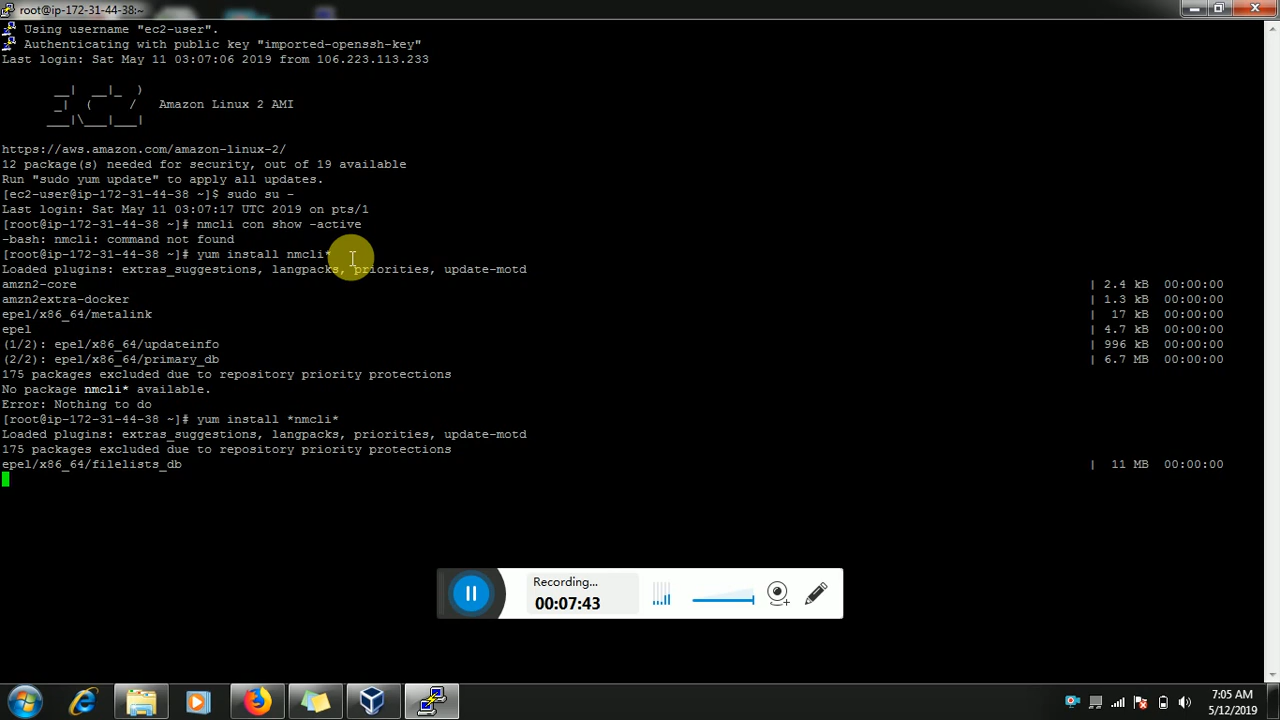 root@ip-172-31-44-38:~
Using username "ec2-user".
Authenticating with public key "imported-openssh-key"
Last login: Sat May 11 03:07:06 2019 from 106.223.113.233
__|  __|_  )
_|  (     /   Amazon Linux 2 AMI
___|\___|___|
https://aws.amazon.com/amazon-linux-2/
12 package(s) needed for security, out of 19 available
Run "sudo yum update" to apply all updates.
[ec2-user@ip-172-31-44-38 ~]$ sudo su -
Last login: Sat May 11 03:07:17 UTC 2019 on pts/1
[root@ip-172-31-44-38 ~]# nmcli con show -active
-bash: nmcli: command not found
[root@ip-172-31-44-38 ~]# yum install nmcli*
Loaded plugins: extras_suggestions, langpacks, priorities, update-motd
amzn2-core | 2.4 kB 00:00:00
amzn2extra-docker | 1.3 kB 00:00:00
epel/x86_64/metalink | 17 kB 00:00:00
epel | 4.7 kB 00:00:00
(1/2): epel/x86_64/updateinfo | 996 kB 00:00:00
(2/2): epel/x86_64/primary_db | 6.7 MB 00:00:00
175 packages excluded due to repository priority protections
No package nmcli* available.
Error: Nothing to do
[root@ip-172-31-44-38 ~]# yum install *nmcli*
Loaded plugins: extras_suggestions, langpacks, priorities, update-motd
175 packages excluded due to repository priority protections
epel/x86_64/filelists_db | 11 MB 00:00:00
Recording...
00:07:43
7:05 AM
5/12/2019